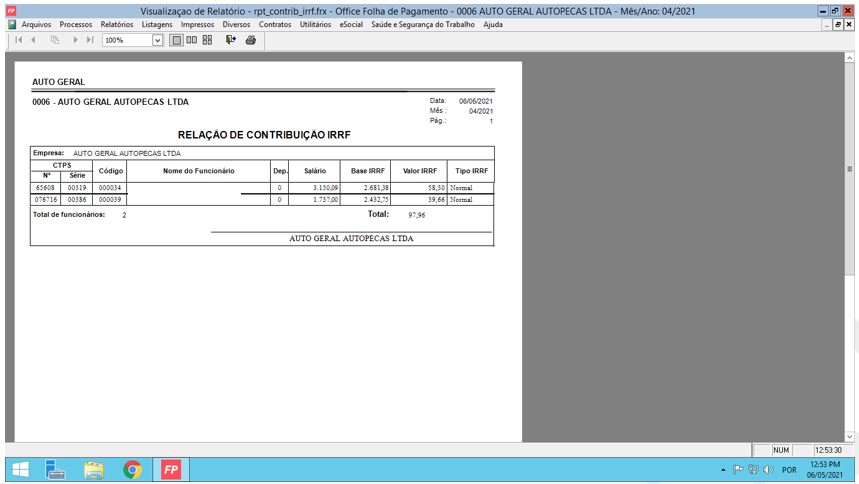 FP Visualizaçao de Relatório - rpt_contrib_irrf.frx - Office Folha de Pagamento - 0006 AUTO GERAL AUTOPECAS LTDA - Mês/Ano: 04/2021
Arquivos Processos Relatórios Listagens Impressos Diversos Contratos Utilitários eSocial Saúde e Segurança do Trabalho Ajuda
100%
AUTO GERAL
0006 - AUTO GERAL AUTOPECAS LTDA
Data: 06/05/2021
Mês : 04/2021
Pág.: 1
RELAÇÃO DE CONTRIBUIÇÃO IRRF
Empresa: AUTO GERAL AUTOPECAS LTDA
CTPS Código Nome do Funcionário Dep. Salário Base IRRF Valor IRRF Tipo IRRF
Nº Série
65608 00319 000034 0 3.150,09 2.681,38 58,30 Normal
076716 00386 000039 0 1.737,00 2.432,75 39,66 Normal
Total de funcionários: 2 Total: 97,96
AUTO GERAL AUTOPECAS LTDA
NUM 12:53:30
FP POR 12:53 PM
06/05/2021